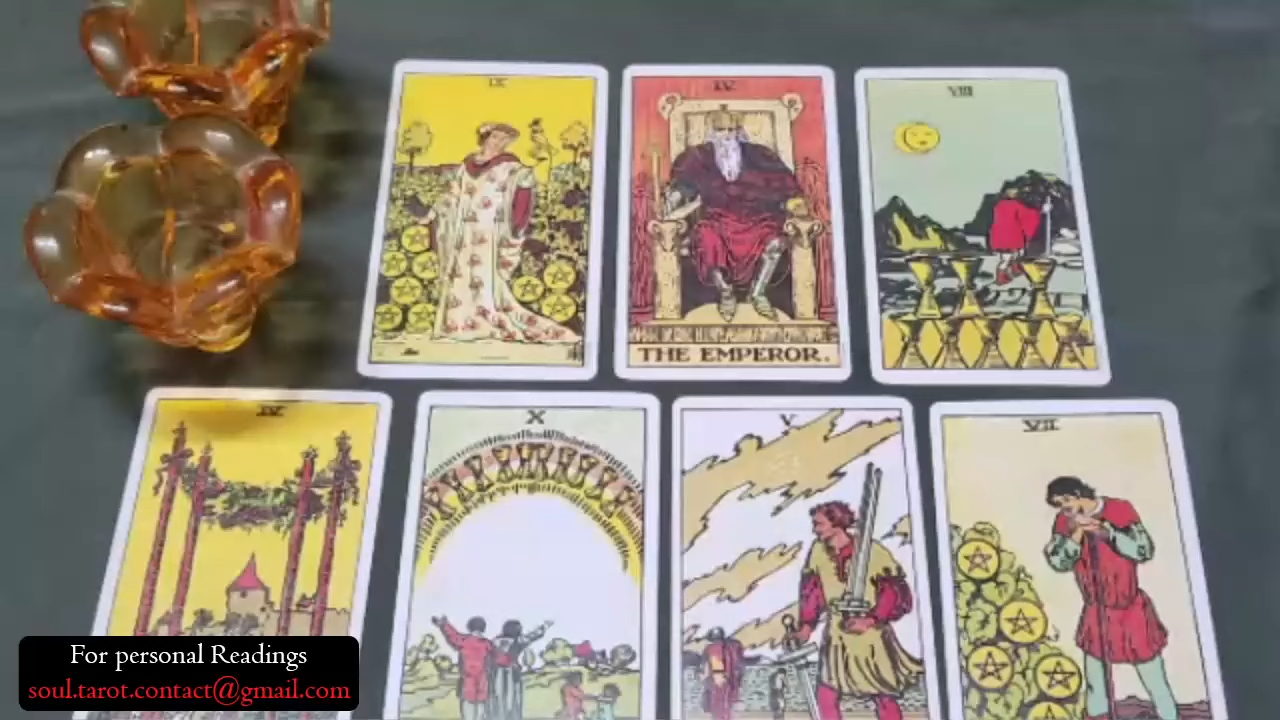 IX
IV
VIII
THE EMPEROR.
IV
X
V
VII
For personal Readings
soul.tarot.contact@gmail.com